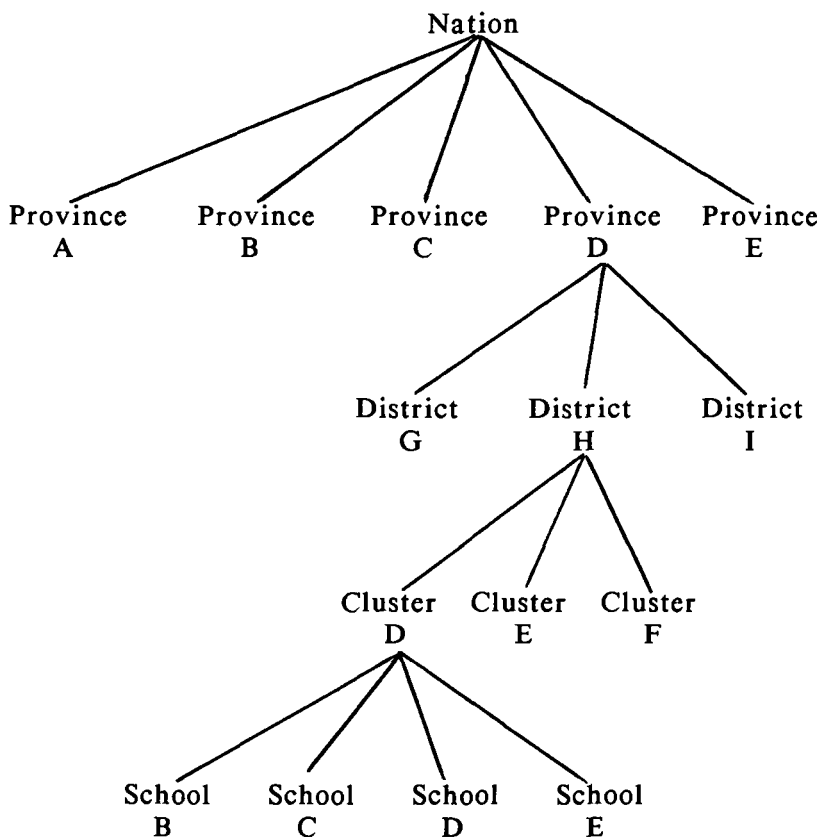 Nation
Province Province Province Province Province
A B C D E
District District District
G H I
Cluster Cluster Cluster
D E F
School School School School
B C D E